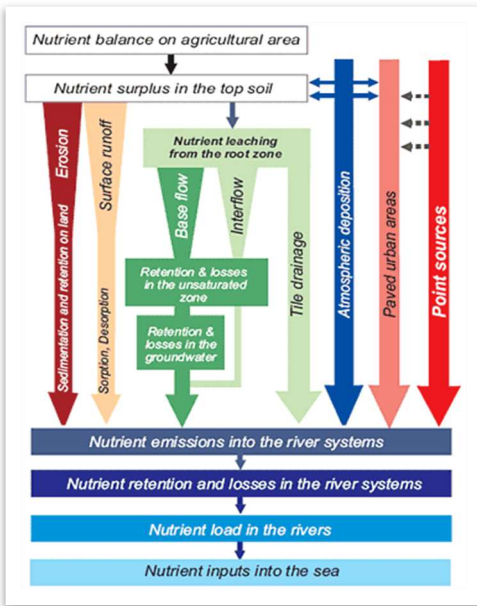 Nutrient balance on agricultural area
Nutrient surplus in the top soil
Erosion
Sedimentation and retention on land
Surface runoff
Sorption, Desorption
Nutrient leaching
from the root zone
Base flow
Interflow
Retention & losses
in the unsaturated
zone
Retention &
losses in the
groundwater
Tile drainage
Atmospheric deposition
Paved urban areas
Point sources
Nutrient emissions into the river systems
Nutrient retention and losses in the river systems
Nutrient load in the rivers
Nutrient inputs into the sea